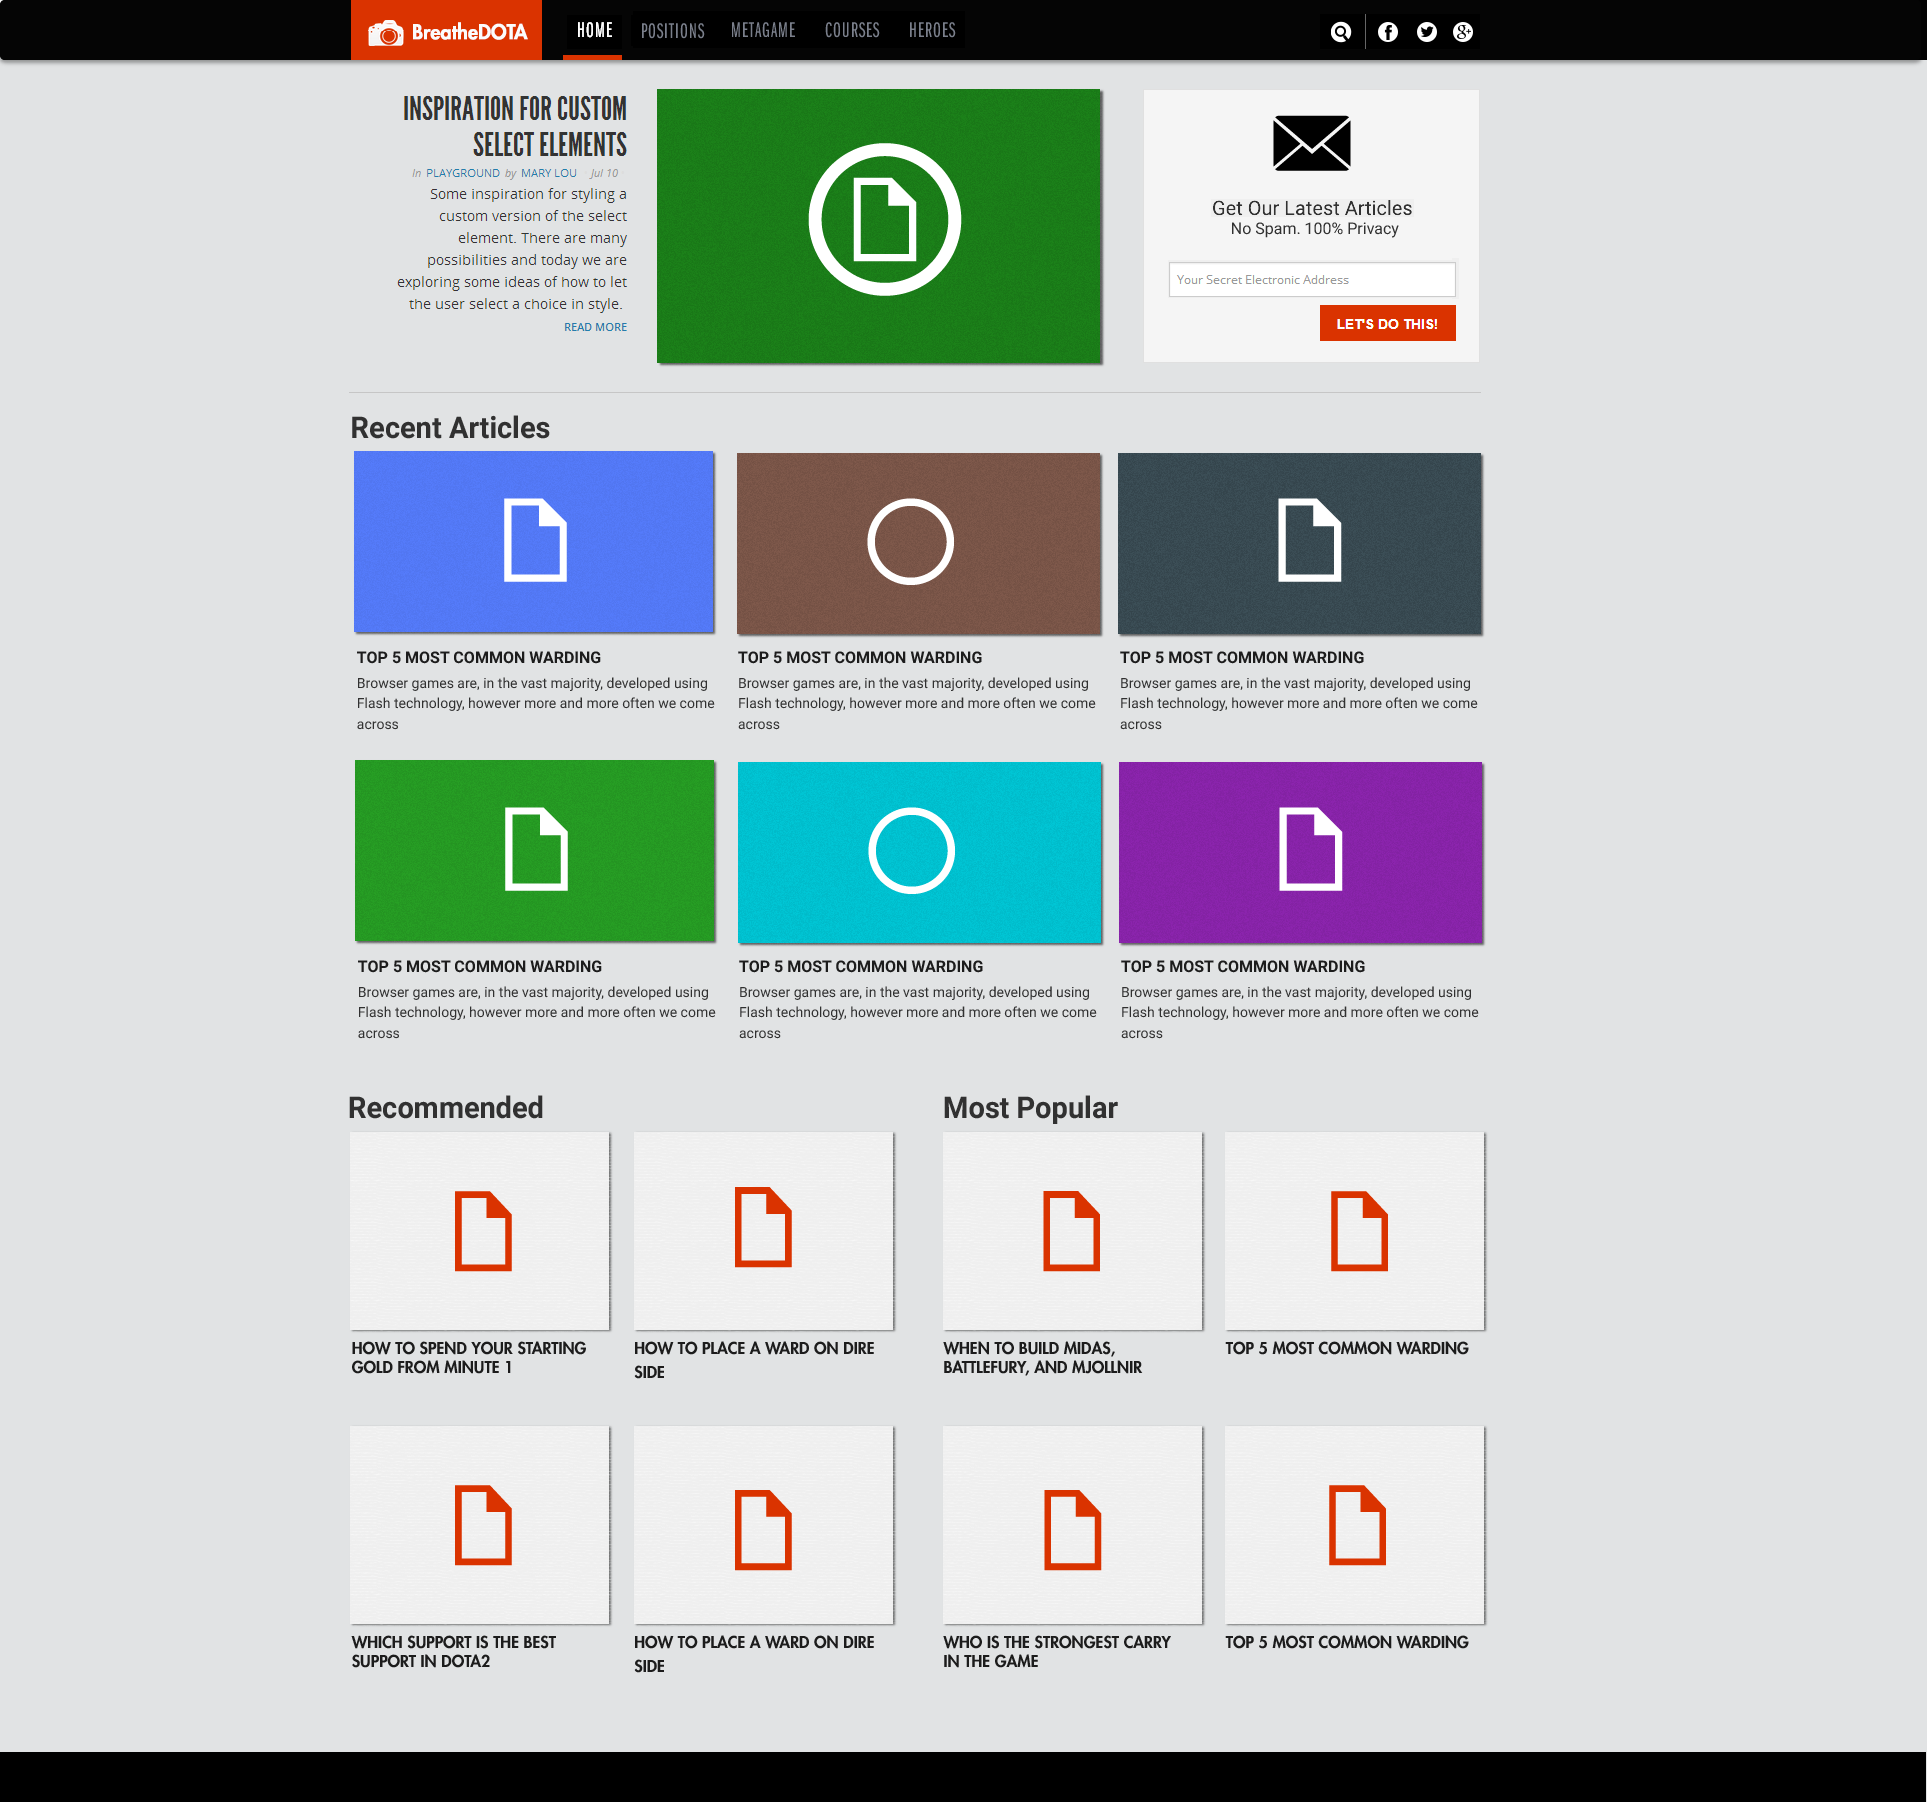 BreatheDOTA
HOME
POSITIONS
METAGAME
COURSES
HEROES
INSPIRATION FOR CUSTOM
SELECT ELEMENTS
In PLAYGROUND by MARY LOU · Jul 10 ·
Some inspiration for styling a
custom version of the select
element. There are many
possibilities and today we are
exploring some ideas of how to let
the user select a choice in style.
READ MORE
Get Our Latest Articles
No Spam. 100% Privacy
Your Secret Electronic Address
LET'S DO THIS!
Recent Articles
TOP 5 MOST COMMON WARDING
Browser games are, in the vast majority, developed using
Flash technology, however more and more often we come
across
TOP 5 MOST COMMON WARDING
Browser games are, in the vast majority, developed using
Flash technology, however more and more often we come
across
TOP 5 MOST COMMON WARDING
Browser games are, in the vast majority, developed using
Flash technology, however more and more often we come
across
TOP 5 MOST COMMON WARDING
Browser games are, in the vast majority, developed using
Flash technology, however more and more often we come
across
TOP 5 MOST COMMON WARDING
Browser games are, in the vast majority, developed using
Flash technology, however more and more often we come
across
TOP 5 MOST COMMON WARDING
Browser games are, in the vast majority, developed using
Flash technology, however more and more often we come
across
Recommended
HOW TO SPEND YOUR STARTING
GOLD FROM MINUTE 1
HOW TO PLACE A WARD ON DIRE
SIDE
WHICH SUPPORT IS THE BEST
SUPPORT IN DOTA2
HOW TO PLACE A WARD ON DIRE
SIDE
Most Popular
WHEN TO BUILD MIDAS,
BATTLEFURY, AND MJOLLNIR
TOP 5 MOST COMMON WARDING
WHO IS THE STRONGEST CARRY
IN THE GAME
TOP 5 MOST COMMON WARDING